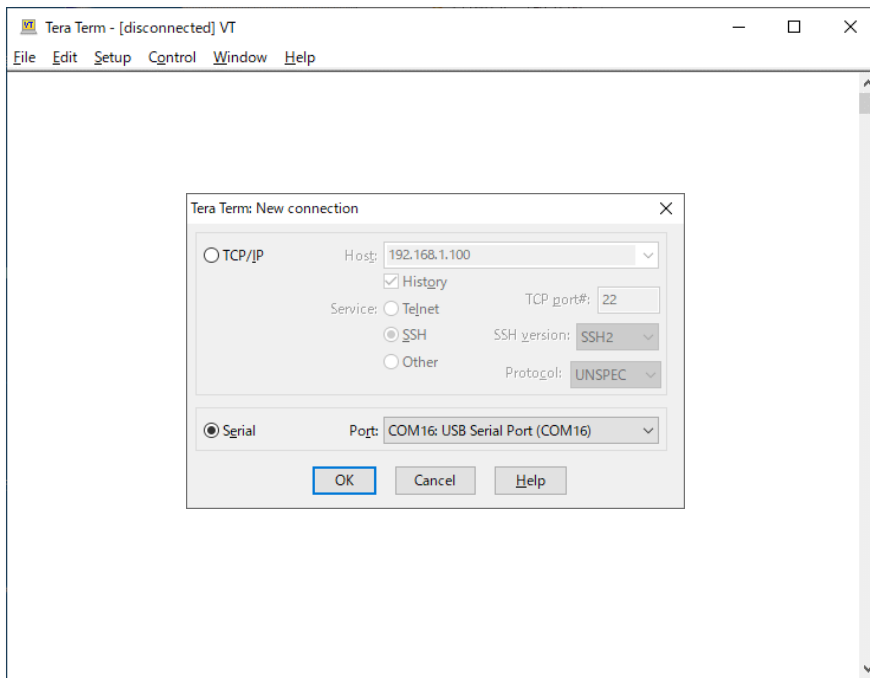 VT Tera Term - [disconnected] VT
File Edit Setup Control Window Help
Tera Term: New connection
TCP/IP Host: 192.168.1.100
History
Service: Telnet TCP port#: 22
SSH SSH version: SSH2
Other Protocol: UNSPEC
Serial Port: COM16: USB Serial Port (COM16)
OK Cancel Help